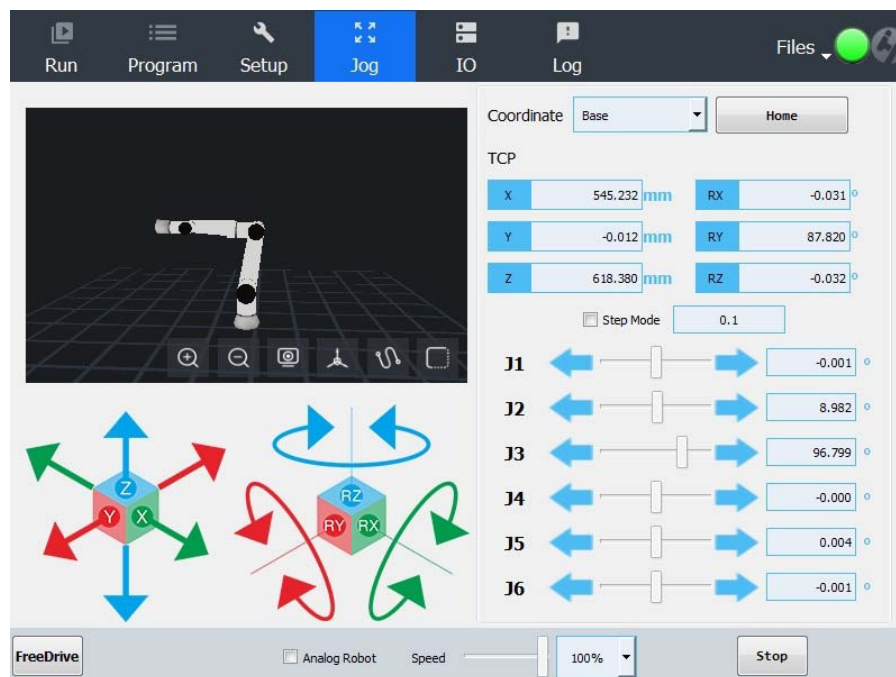 Run Program Setup Jog IO Log Files
Coordinate Base Home
TCP
X 545.232 mm RX -0.031 °
Y -0.012 mm RY 87.820 °
Z 618.380 mm RZ -0.032 °
Step Mode 0.1
J1 -0.001 °
J2 8.982 °
J3 96.799 °
J4 -0.000 °
J5 0.004 °
J6 -0.001 °
Z
Y X
RZ
RY RX
FreeDrive Analog Robot Speed 100% Stop